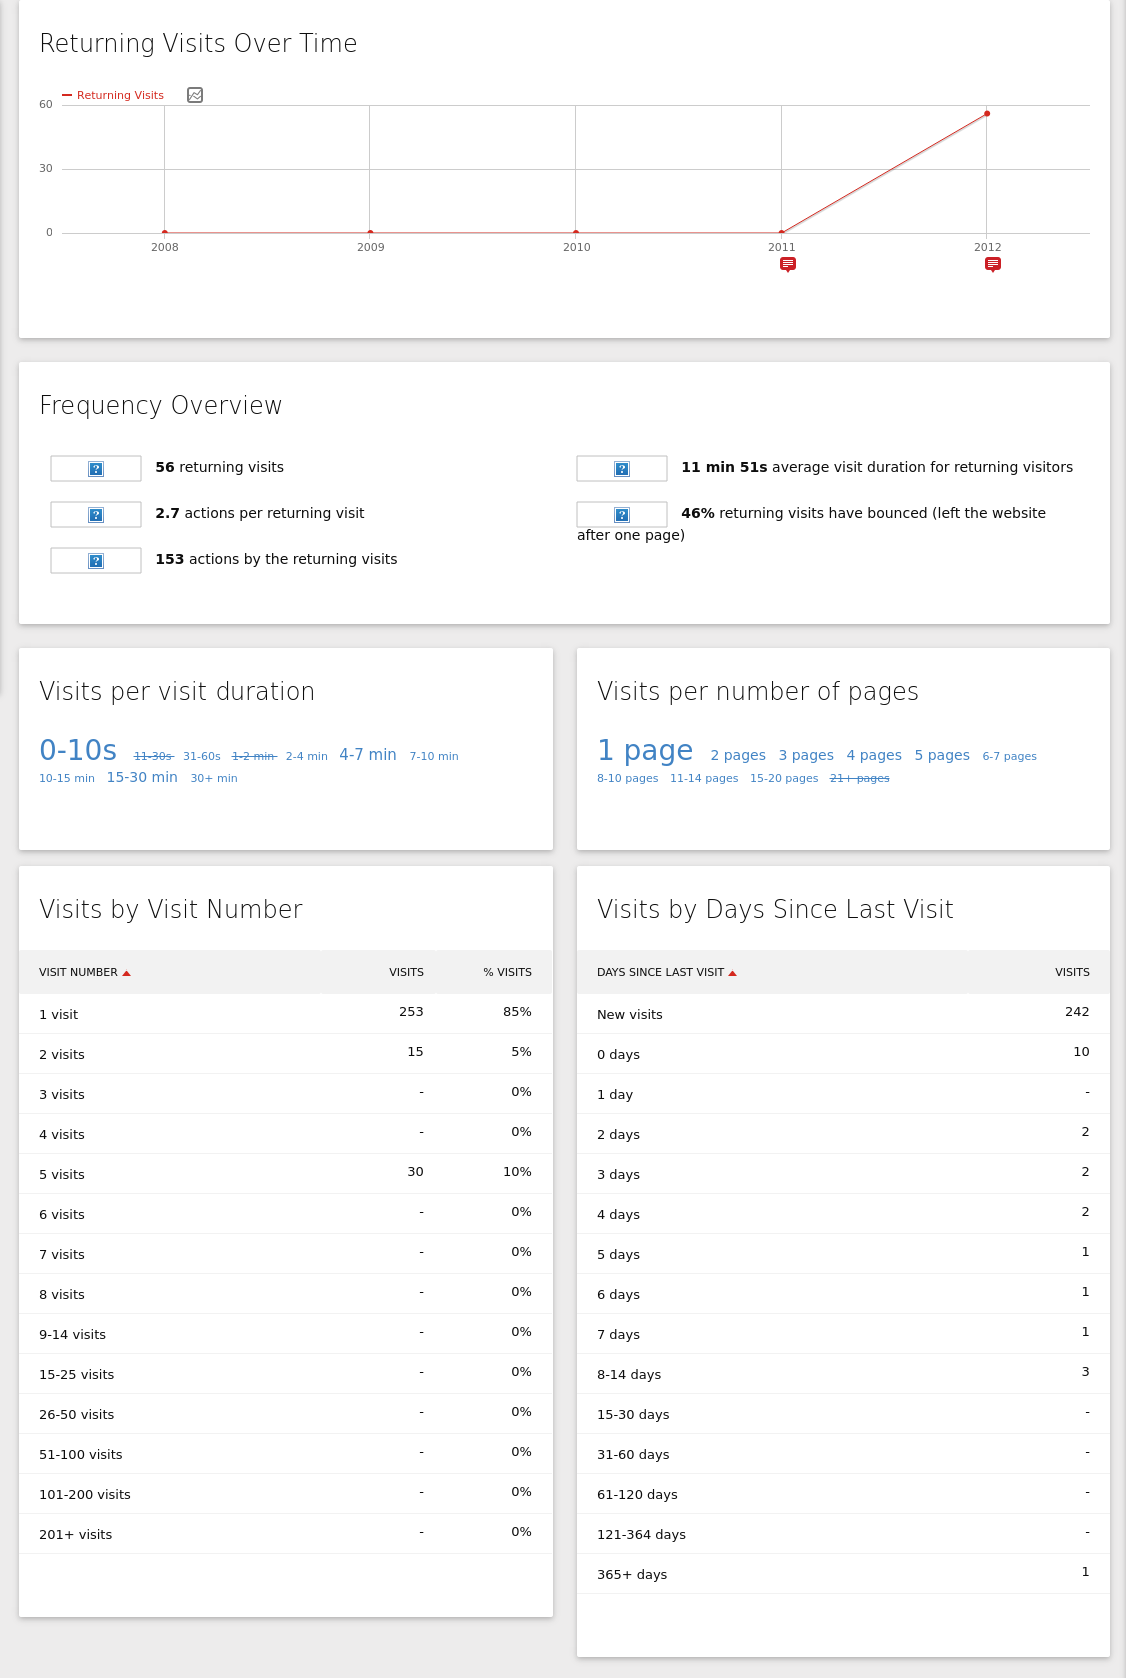 Returning Visits Over Time
Returning Visits
60
30
0
2008 2009 2010 2011 2012
Frequency Overview
56 returning visits
2.7 actions per returning visit
153 actions by the returning visits
11 min 51s average visit duration for returning visitors
46% returning visits have bounced (left the website
after one page)
Visits per visit duration
0-10s 11-30s 31-60s 1-2 min 2-4 min 4-7 min 7-10 min
10-15 min 15-30 min 30+ min
Visits per number of pages
1 page 2 pages 3 pages 4 pages 5 pages 6-7 pages
8-10 pages 11-14 pages 15-20 pages 21+ pages
Visits by Visit Number
VISIT NUMBER VISITS % VISITS
1 visit 253 85%
2 visits 15 5%
3 visits - 0%
4 visits - 0%
5 visits 30 10%
6 visits - 0%
7 visits - 0%
8 visits - 0%
9-14 visits - 0%
15-25 visits - 0%
26-50 visits - 0%
51-100 visits - 0%
101-200 visits - 0%
201+ visits - 0%
Visits by Days Since Last Visit
DAYS SINCE LAST VISIT VISITS
New visits 242
0 days 10
1 day -
2 days 2
3 days 2
4 days 2
5 days 1
6 days 1
7 days 1
8-14 days 3
15-30 days -
31-60 days -
61-120 days -
121-364 days -
365+ days 1